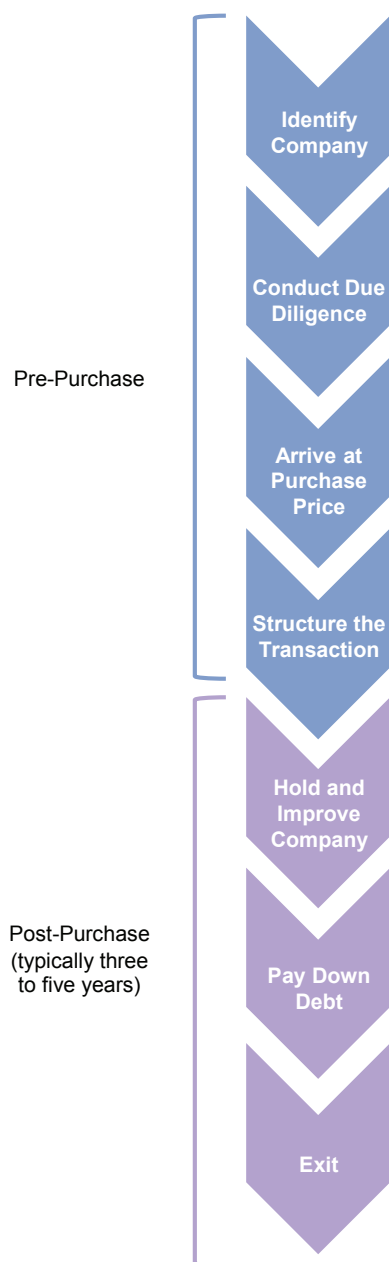 Identify
Company
Conduct Due
Diligence
Pre-Purchase
Arrive at
Purchase
Price
Structure the
Transaction
Hold and
Improve
Company
Post-Purchase
(typically three
to five years)
Pay Down
Debt
Exit